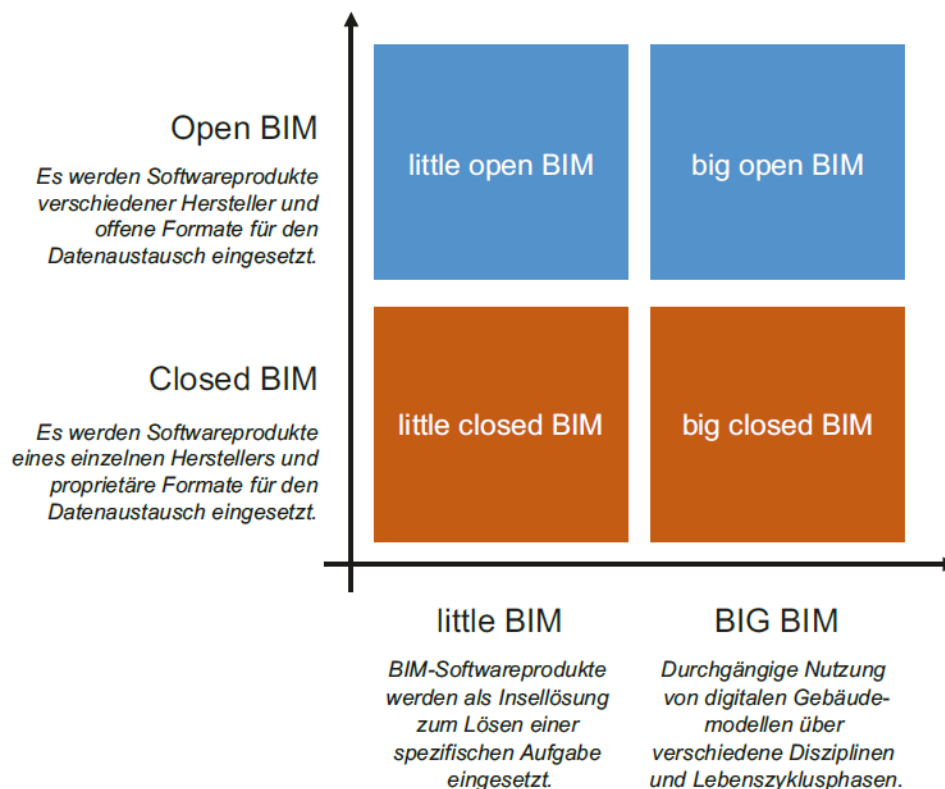 Open BIM
Es werden Softwareprodukte
verschiedener Hersteller und
offene Formate für den
Datenaustausch eingesetzt.
little open BIM
big open BIM
Closed BIM
Es werden Softwareprodukte
eines einzelnen Herstellers und
proprietäre Formate für den
Datenaustausch eingesetzt.
little closed BIM
big closed BIM
little BIM
BIM-Softwareprodukte
werden als Insellösung
zum Lösen einer
spezifischen Aufgabe
eingesetzt.
BIG BIM
Durchgängige Nutzung
von digitalen Gebäude-
modellen über
verschiedene Disziplinen
und Lebenszyklusphasen.